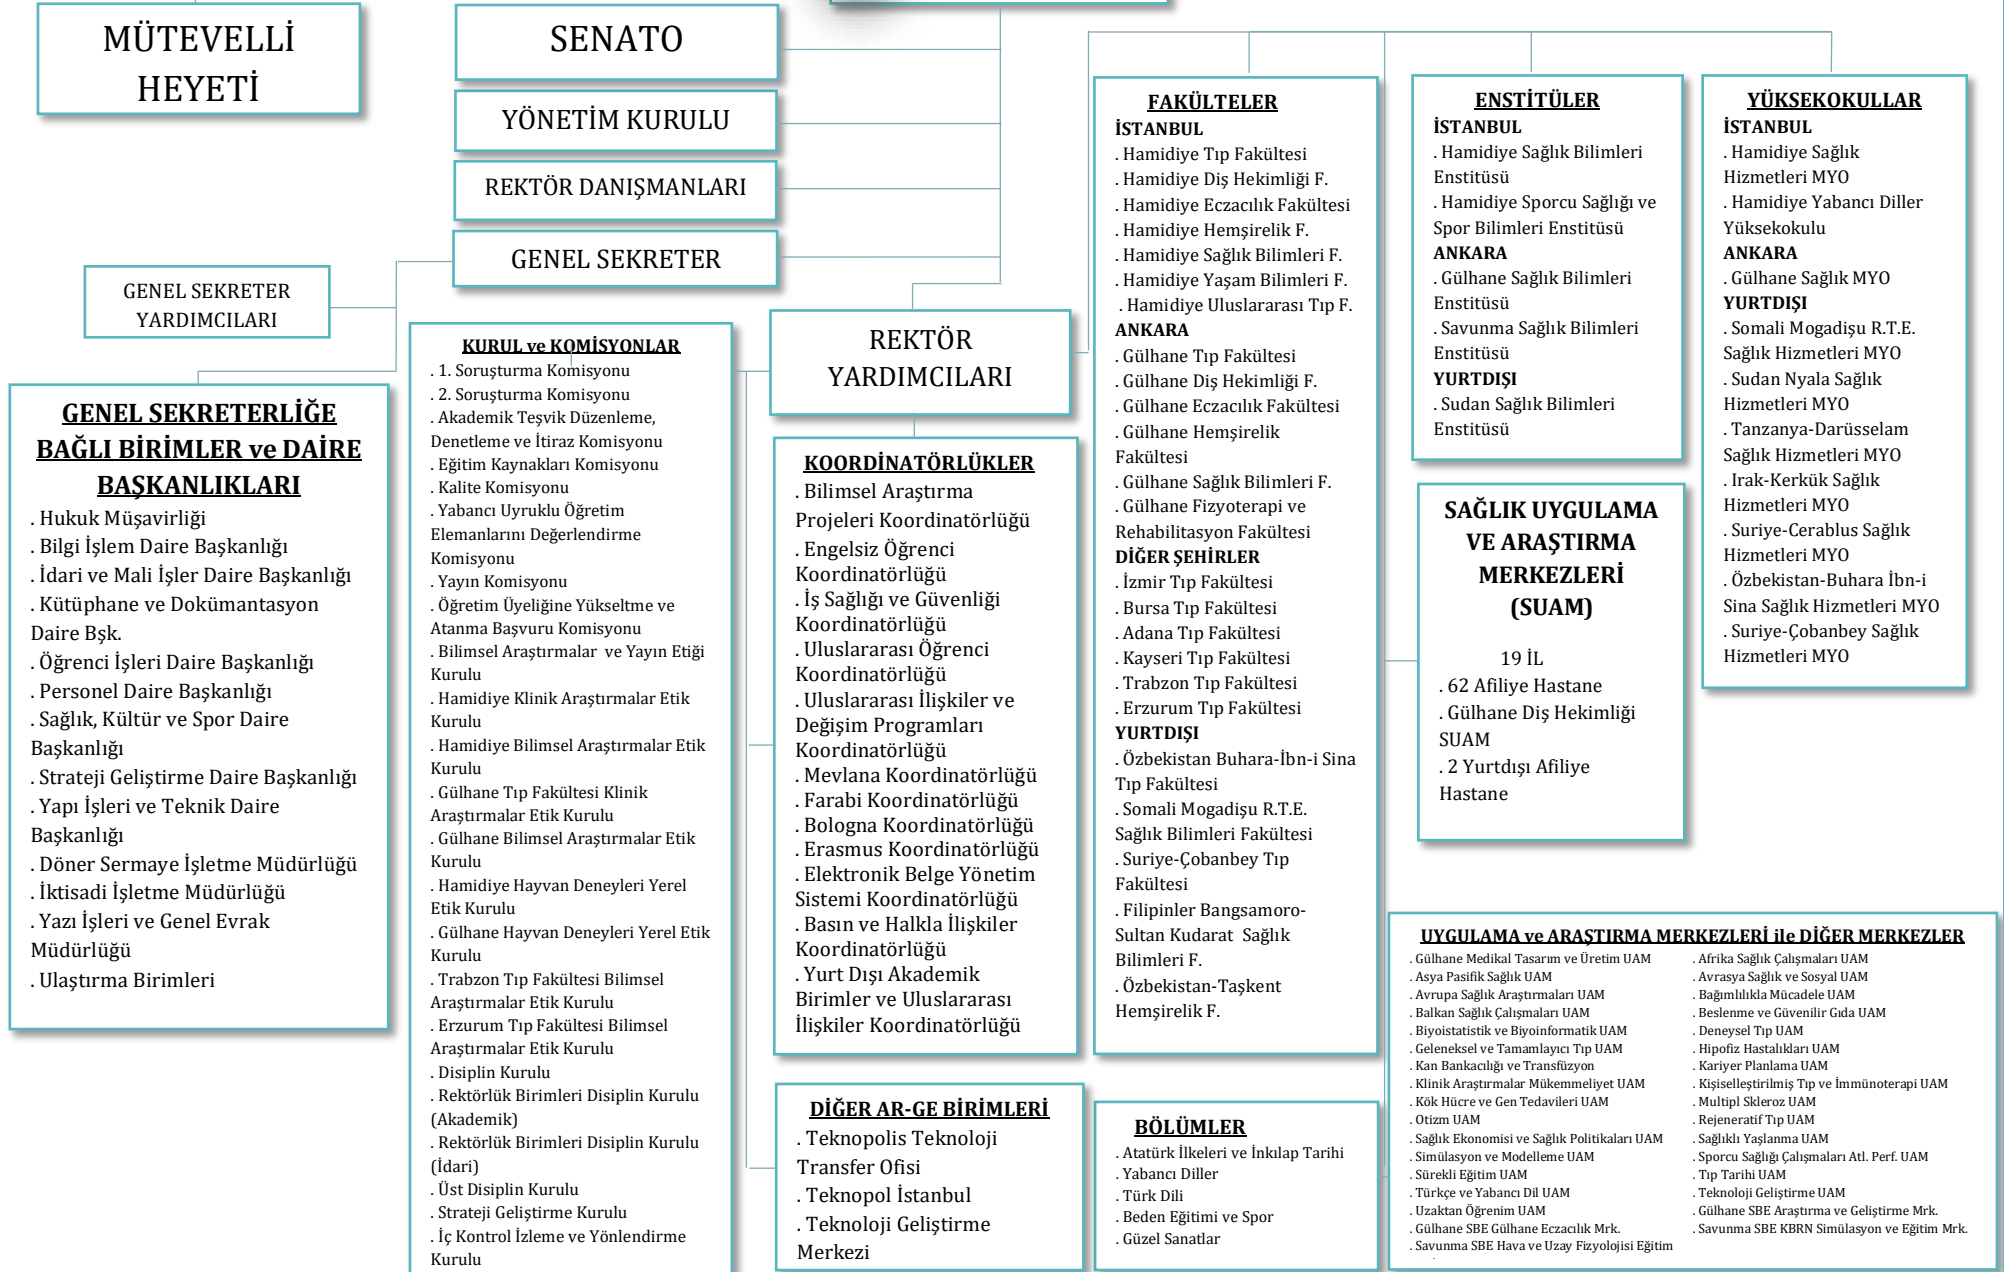 MÜTEVELLİ
HEYETİ
SENATO
YÖNETİM KURULU
REKTÖR DANIŞMANLARI
GENEL SEKRETER
GENEL SEKRETER
YARDIMCILARI
REKTÖR
YARDIMCILARI
GENEL SEKRETERLİĞE
BAĞLI BİRİMLER ve DAİRE
BAŞKANLIKLARI
. Hukuk Müşavirliği
. Bilgi İşlem Daire Başkanlığı
. İdari ve Mali İşler Daire Başkanlığı
. Kütüphane ve Dokümantasyon
Daire Bşk.
. Öğrenci İşleri Daire Başkanlığı
. Personel Daire Başkanlığı
. Sağlık, Kültür ve Spor Daire
Başkanlığı
. Strateji Geliştirme Daire Başkanlığı
. Yapı İşleri ve Teknik Daire
Başkanlığı
. Döner Sermaye İşletme Müdürlüğü
. İktisadi İşletme Müdürlüğü
. Yazı İşleri ve Genel Evrak
Müdürlüğü
. Ulaştırma Birimleri
KURUL ve KOMİSYONLAR
. 1. Soruşturma Komisyonu
. 2. Soruşturma Komisyonu
. Akademik Teşvik Düzenleme,
Denetleme ve İtiraz Komisyonu
. Eğitim Kaynakları Komisyonu
. Kalite Komisyonu
. Yabancı Uyruklu Öğretim
Elemanlarını Değerlendirme
Komisyonu
. Yayın Komisyonu
. Öğretim Üyeliğine Yükseltme ve
Atanma Başvuru Komisyonu
. Bilimsel Araştırmalar ve Yayın Etiği
Kurulu
. Hamidiye Klinik Araştırmalar Etik
Kurulu
. Hamidiye Bilimsel Araştırmalar Etik
Kurulu
. Gülhane Tıp Fakültesi Klinik
Araştırmalar Etik Kurulu
. Gülhane Bilimsel Araştırmalar Etik
Kurulu
. Hamidiye Hayvan Deneyleri Yerel
Etik Kurulu
. Gülhane Hayvan Deneyleri Yerel Etik
Kurulu
. Trabzon Tıp Fakültesi Bilimsel
Araştırmalar Etik Kurulu
. Erzurum Tıp Fakültesi Bilimsel
Araştırmalar Etik Kurulu
. Disiplin Kurulu
. Rektörlük Birimleri Disiplin Kurulu
(Akademik)
. Rektörlük Birimleri Disiplin Kurulu
(İdari)
. Üst Disiplin Kurulu
. Strateji Geliştirme Kurulu
. İç Kontrol İzleme ve Yönlendirme
Kurulu
KOORDİNATÖRLÜKLER
. Bilimsel Araştırma
Projeleri Koordinatörlüğü
. Engelsiz Öğrenci
Koordinatörlüğü
. İş Sağlığı ve Güvenliği
Koordinatörlüğü
. Uluslararası Öğrenci
Koordinatörlüğü
. Uluslararası İlişkiler ve
Değişim Programları
Koordinatörlüğü
. Mevlana Koordinatörlüğü
. Farabi Koordinatörlüğü
. Bologna Koordinatörlüğü
. Erasmus Koordinatörlüğü
. Elektronik Belge Yönetim
Sistemi Koordinatörlüğü
. Basın ve Halkla İlişkiler
Koordinatörlüğü
. Yurt Dışı Akademik
Birimler ve Uluslararası
İlişkiler Koordinatörlüğü
DİĞER AR-GE BİRİMLERİ
. Teknopolis Teknoloji
Transfer Ofisi
. Teknopol İstanbul
. Teknoloji Geliştirme
Merkezi
FAKÜLTELER
İSTANBUL
. Hamidiye Tıp Fakültesi
. Hamidiye Diş Hekimliği F.
. Hamidiye Eczacılık Fakültesi
. Hamidiye Hemşirelik F.
. Hamidiye Sağlık Bilimleri F.
. Hamidiye Yaşam Bilimleri F.
. Hamidiye Uluslararası Tıp F.
ANKARA
. Gülhane Tıp Fakültesi
. Gülhane Diş Hekimliği F.
. Gülhane Eczacılık Fakültesi
. Gülhane Hemşirelik
Fakültesi
. Gülhane Sağlık Bilimleri F.
. Gülhane Fizyoterapi ve
Rehabilitasyon Fakültesi
DİĞER ŞEHİRLER
. İzmir Tıp Fakültesi
. Bursa Tıp Fakültesi
. Adana Tıp Fakültesi
. Kayseri Tıp Fakültesi
. Trabzon Tıp Fakültesi
. Erzurum Tıp Fakültesi
YURTDIŞI
. Özbekistan Buhara-İbn-i Sina
Tıp Fakültesi
. Somali Mogadişu R.T.E.
Sağlık Bilimleri Fakültesi
. Suriye-Çobanbey Tıp
Fakültesi
. Filipinler Bangsamoro-
Sultan Kudarat Sağlık
Bilimleri F.
. Özbekistan-Taşkent
Hemşirelik F.
BÖLÜMLER
. Atatürk İlkeleri ve İnkılap Tarihi
. Yabancı Diller
. Türk Dili
. Beden Eğitimi ve Spor
. Güzel Sanatlar
ENSTİTÜLER
İSTANBUL
. Hamidiye Sağlık Bilimleri
Enstitüsü
. Hamidiye Sporcu Sağlığı ve
Spor Bilimleri Enstitüsü
ANKARA
. Gülhane Sağlık Bilimleri
Enstitüsü
. Savunma Sağlık Bilimleri
Enstitüsü
YURTDIŞI
. Sudan Sağlık Bilimleri
Enstitüsü
SAĞLIK UYGULAMA
VE ARAŞTIRMA
MERKEZLERİ
(SUAM)
19 İL
. 62 Afiliye Hastane
. Gülhane Diş Hekimliği
SUAM
. 2 Yurtdışı Afiliye
Hastane
YÜKSEKOKULLAR
İSTANBUL
. Hamidiye Sağlık
Hizmetleri MYO
. Hamidiye Yabancı Diller
Yüksekokulu
ANKARA
. Gülhane Sağlık MYO
YURTDIŞI
. Somali Mogadişu R.T.E.
Sağlık Hizmetleri MYO
. Sudan Nyala Sağlık
Hizmetleri MYO
. Tanzanya-Darüsselam
Sağlık Hizmetleri MYO
. Irak-Kerkük Sağlık
Hizmetleri MYO
. Suriye-Cerablus Sağlık
Hizmetleri MYO
. Özbekistan-Buhara İbn-i
Sina Sağlık Hizmetleri MYO
. Suriye-Çobanbey Sağlık
Hizmetleri MYO
UYGULAMA ve ARAŞTIRMA MERKEZLERİ ile DİĞER MERKEZLER
. Gülhane Medikal Tasarım ve Üretim UAM
. Asya Pasifik Sağlık UAM
. Avrupa Sağlık Araştırmaları UAM
. Balkan Sağlık Çalışmaları UAM
. Biyoistatistik ve Biyoinformatik UAM
. Geleneksel ve Tamamlayıcı Tıp UAM
. Kan Bankacılığı ve Transfüzyon
. Klinik Araştırmalar Mükemmeliyet UAM
. Kök Hücre ve Gen Tedavileri UAM
. Otizm UAM
. Sağlık Ekonomisi ve Sağlık Politikaları UAM
. Simülasyon ve Modelleme UAM
. Sürekli Eğitim UAM
. Türkçe ve Yabancı Dil UAM
. Uzaktan Öğrenim UAM
. Gülhane SBE Gülhane Eczacılık Mrk.
. Savunma SBE Hava ve Uzay Fizyolojisi Eğitim
. Afrika Sağlık Çalışmaları UAM
. Avrasya Sağlık ve Sosyal UAM
. Bağımlılıkla Mücadele UAM
. Beslenme ve Güvenilir Gıda UAM
. Deneysel Tıp UAM
. Hipofiz Hastalıkları UAM
. Kariyer Planlama UAM
. Kişiselleştirilmiş Tıp ve İmmünoterapi UAM
. Multipl Skleroz UAM
. Rejeneratif Tıp UAM
. Sağlıklı Yaşlanma UAM
. Sporcu Sağlığı Çalışmaları Atl. Perf. UAM
. Tıp Tarihi UAM
. Teknoloji Geliştirme UAM
. Gülhane SBE Araştırma ve Geliştirme Mrk.
. Savunma SBE KBRN Simülasyon ve Eğitim Mrk.